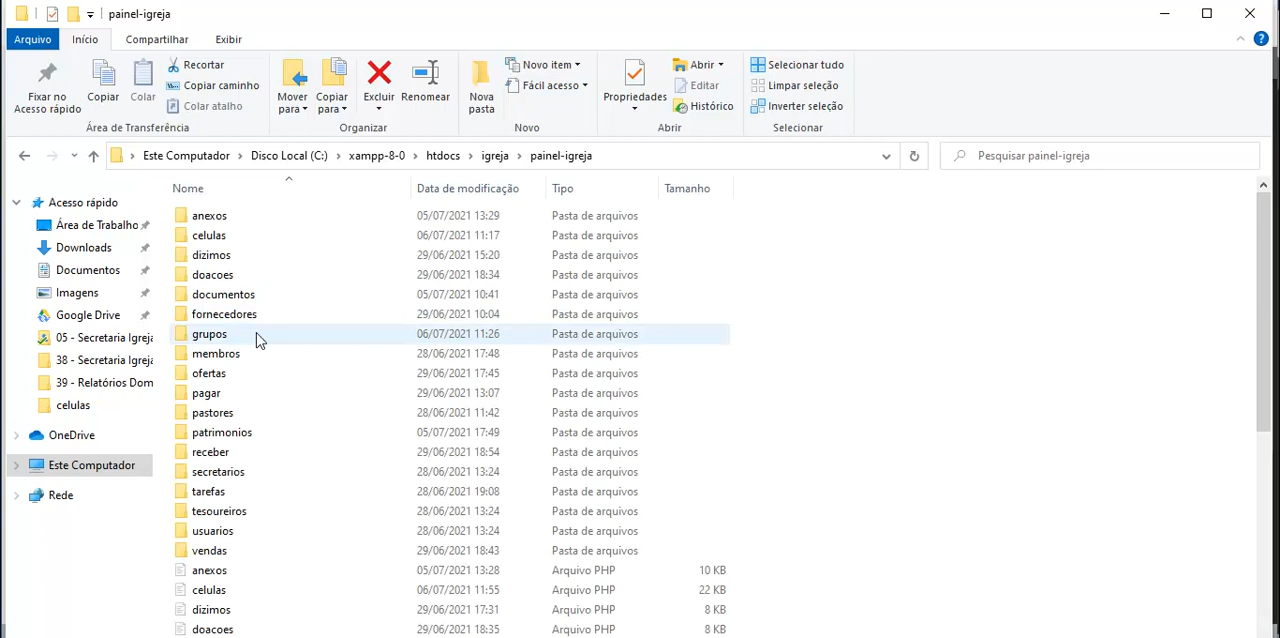 painel-igreja
Arquivo Início Compartilhar Exibir
Fixar no Acesso rápido
Copiar
Colar
Recortar
Copiar caminho
Colar atalho
Área de Transferência
Mover para
Copiar para
Excluir
Renomear
Organizar
Nova pasta
Novo item
Fácil acesso
Novo
Propriedades
Abrir
Editar
Histórico
Abrir
Selecionar tudo
Limpar seleção
Inverter seleção
Selecionar
Este Computador › Disco Local (C:) › xampp-8-0 › htdocs › igreja › painel-igreja
Pesquisar painel-igreja
Acesso rápido
Área de Trabalho
Downloads
Documentos
Imagens
Google Drive
05 - Secretaria Igreja
38 - Secretaria Igreja
39 - Relatórios Dom
celulas
OneDrive
Este Computador
Rede
Nome Data de modificação Tipo Tamanho
anexos 05/07/2021 13:29 Pasta de arquivos
celulas 06/07/2021 11:17 Pasta de arquivos
dizimos 29/06/2021 15:20 Pasta de arquivos
doacoes 29/06/2021 18:34 Pasta de arquivos
documentos 05/07/2021 10:41 Pasta de arquivos
fornecedores 29/06/2021 10:04 Pasta de arquivos
grupos 06/07/2021 11:26 Pasta de arquivos
membros 28/06/2021 17:48 Pasta de arquivos
ofertas 29/06/2021 17:45 Pasta de arquivos
pagar 29/06/2021 13:07 Pasta de arquivos
pastores 28/06/2021 11:42 Pasta de arquivos
patrimonios 05/07/2021 17:49 Pasta de arquivos
receber 29/06/2021 18:54 Pasta de arquivos
secretarios 28/06/2021 13:24 Pasta de arquivos
tarefas 28/06/2021 19:08 Pasta de arquivos
tesoureiros 28/06/2021 13:24 Pasta de arquivos
usuarios 28/06/2021 13:24 Pasta de arquivos
vendas 29/06/2021 18:43 Pasta de arquivos
anexos 05/07/2021 13:28 Arquivo PHP 10 KB
celulas 06/07/2021 11:55 Arquivo PHP 22 KB
dizimos 29/06/2021 17:31 Arquivo PHP 8 KB
doacoes 29/06/2021 18:35 Arquivo PHP 8 KB